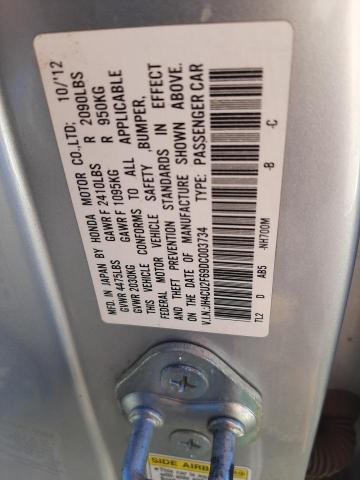 MFD. IN JAPAN BY HONDA MOTOR CO.,LTD; 10/'12
GVWR 4475LBS GAWR F 2410LBS R 2090LBS
GVWR 2030KG GAWR F 1095KG R 950KG
THIS VEHICLE CONFORMS TO ALL APPLICABLE
FEDERAL MOTOR VEHICLE SAFETY ,BUMPER,
AND THEFT PREVENTION STANDARDS IN EFFECT
ON THE DATE OF MANUFACTURE SHOWN ABOVE.
V.I.N:JH4CU2F69DC003734 TYPE: PASSENGER CAR
-B -C
TL2 D ABS -NH700M
SIDE AIRB